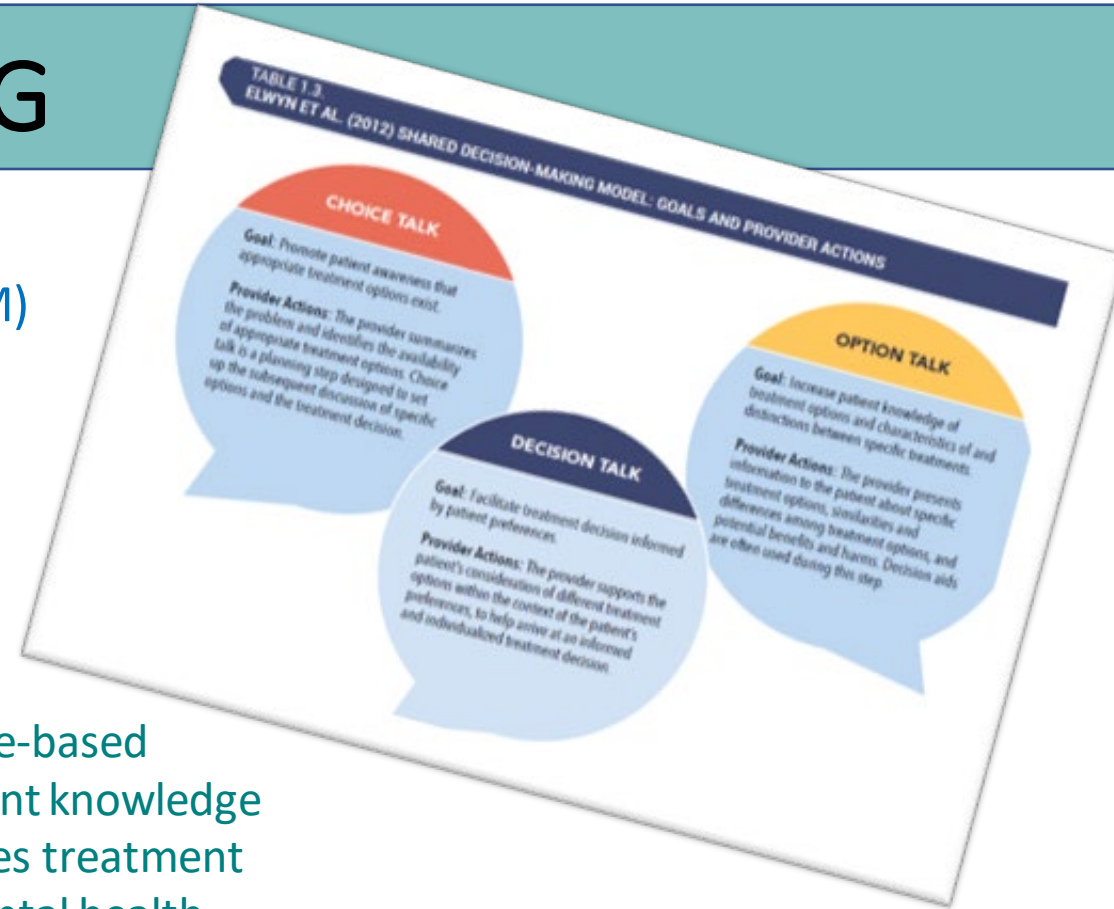 G
M)
TABLE 1.3.
ELWYN ET AL. (2012) SHARED DECISION-MAKING MODEL: GOALS AND PROVIDER ACTIONS
CHOICE TALK
Goal: Promote patient awareness that
appropriate treatment options exist.
Provider Actions: The provider summarizes
the problem and identifies the availability
of appropriate treatment options. Choice
talk is a planning step designed to set
up the subsequent discussion of specific
options and the treatment decision.
DECISION TALK
Goal: Facilitate treatment decision informed
by patient preferences.
Provider Actions: The provider supports the
patient's consideration of different treatment
options within the context of the patient's
preferences, to help arrive at an informed
and individualized treatment decision.
OPTION TALK
Goal: Increase patient knowledge of
treatment options and characteristics of and
distinctions between specific treatments.
Provider Actions: The provider presents
information to the patient about specific
treatment options, similarities and
differences among treatment options, and
potential benefits and harms. Decision aids
are often used during this step.
e-based
nt knowledge
es treatment
ntal health